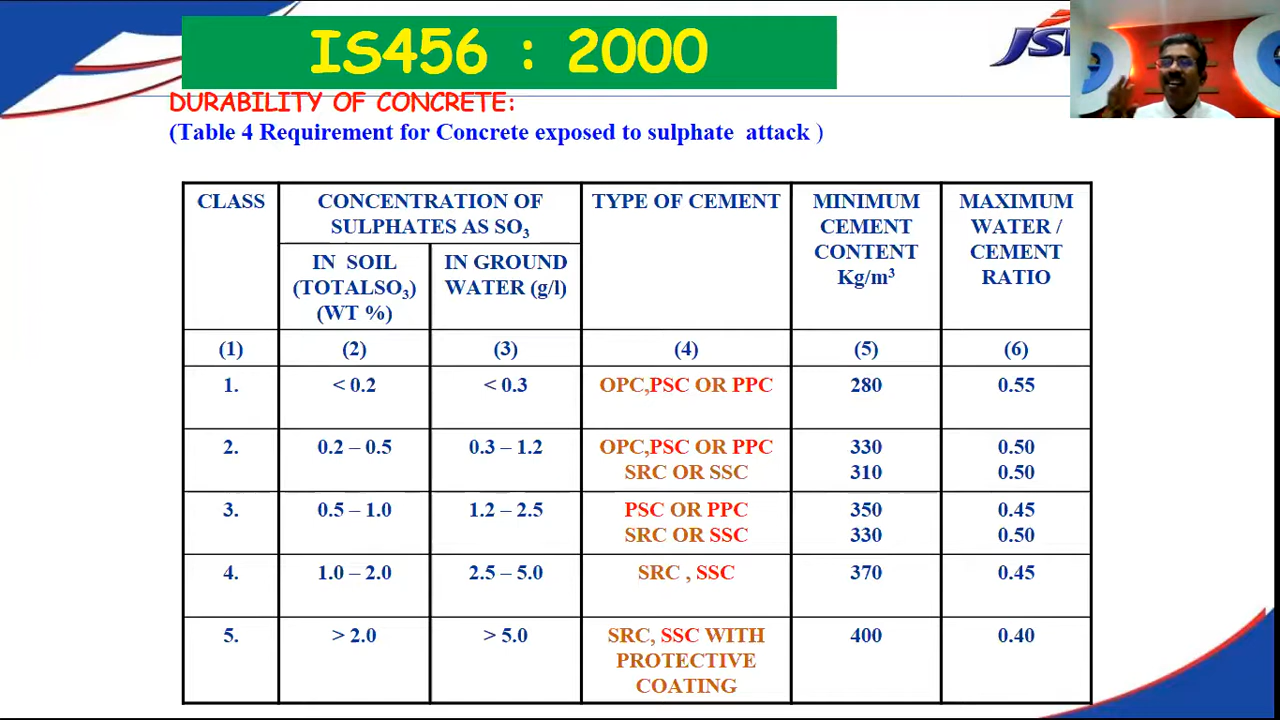 IS456 : 2000
JS
DURABILITY OF CONCRETE:
(Table 4 Requirement for Concrete exposed to sulphate attack )
CLASS
CONCENTRATION OF
SULPHATES AS SO₃
TYPE OF CEMENT
MINIMUM
CEMENT
CONTENT
Kg/m³
MAXIMUM
WATER /
CEMENT
RATIO
IN SOIL
(TOTALSO₃)
(WT %)
IN GROUND
WATER (g/l)
(1) (2) (3) (4) (5) (6)
1. < 0.2 < 0.3 OPC,PSC OR PPC 280 0.55
2. 0.2 – 0.5 0.3 – 1.2 OPC,PSC OR PPC 330 0.50
SRC OR SSC 310 0.50
3. 0.5 – 1.0 1.2 – 2.5 PSC OR PPC 350 0.45
SRC OR SSC 330 0.50
4. 1.0 – 2.0 2.5 – 5.0 SRC , SSC 370 0.45
5. > 2.0 > 5.0 SRC, SSC WITH 400 0.40
PROTECTIVE
COATING